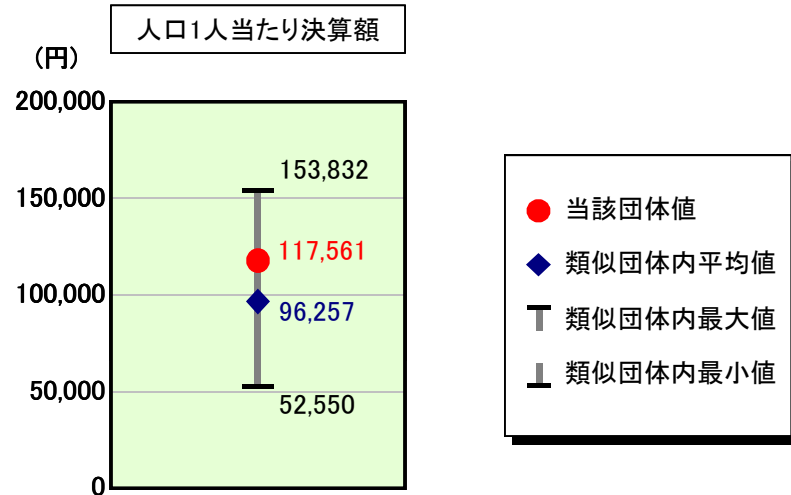 人口1人当たり決算額
(円)
200,000
150,000
100,000
50,000
0
153,832
117,561
96,257
52,550
当該団体値
類似団体内平均値
類似団体内最大値
類似団体内最小値